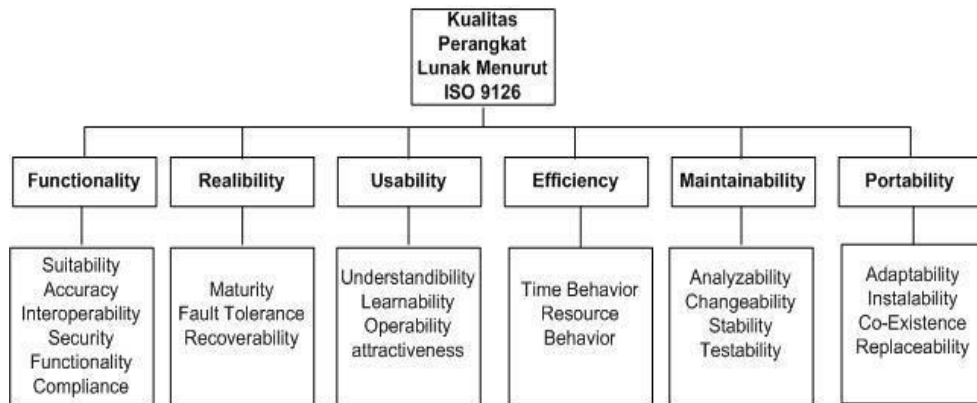 Kualitas
Perangkat
Lunak Menurut
ISO 9126
Functionality
Realibility
Usability
Efficiency
Maintainability
Portability
Suitability
Accuracy
Interoperability
Security
Functionality
Compliance
Maturity
Fault Tolerance
Recoverability
Understandibility
Learnability
Operability
attractiveness
Time Behavior
Resource
Behavior
Analyzability
Changeability
Stability
Testability
Adaptability
Instalability
Co-Existence
Replaceability